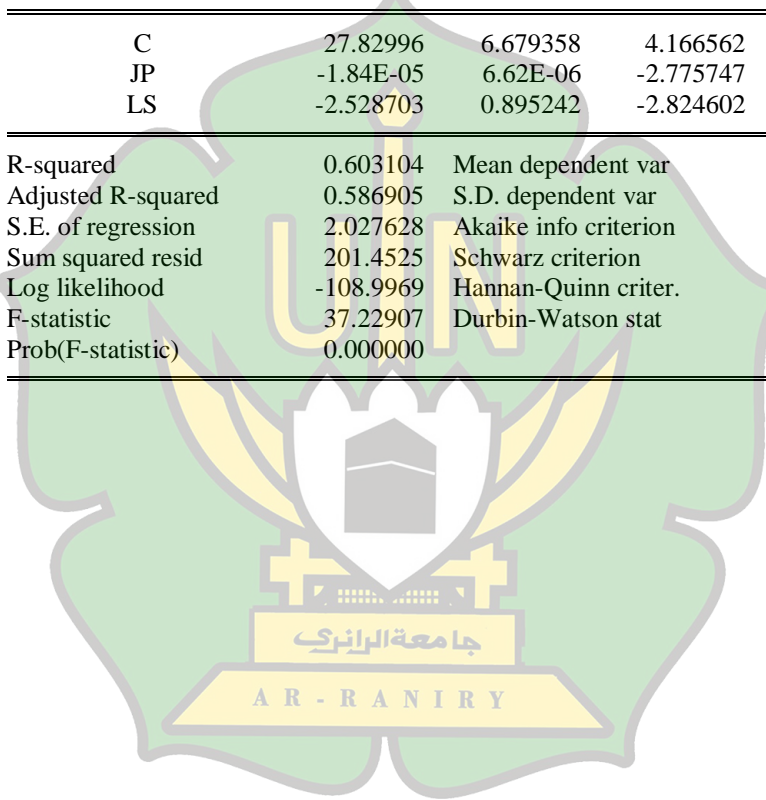 C 27.82996 6.679358 4.166562
JP -1.84E-05 6.62E-06 -2.775747
LS -2.528703 0.895242 -2.824602
R-squared 0.603104 Mean dependent var
Adjusted R-squared 0.586905 S.D. dependent var
S.E. of regression 2.027628 Akaike info criterion
Sum squared resid 201.4525 Schwarz criterion
Log likelihood -108.9969 Hannan-Quinn criter.
F-statistic 37.22907 Durbin-Watson stat
Prob(F-statistic) 0.000000
UIN
جامعةالرانري
AR-RANIRY